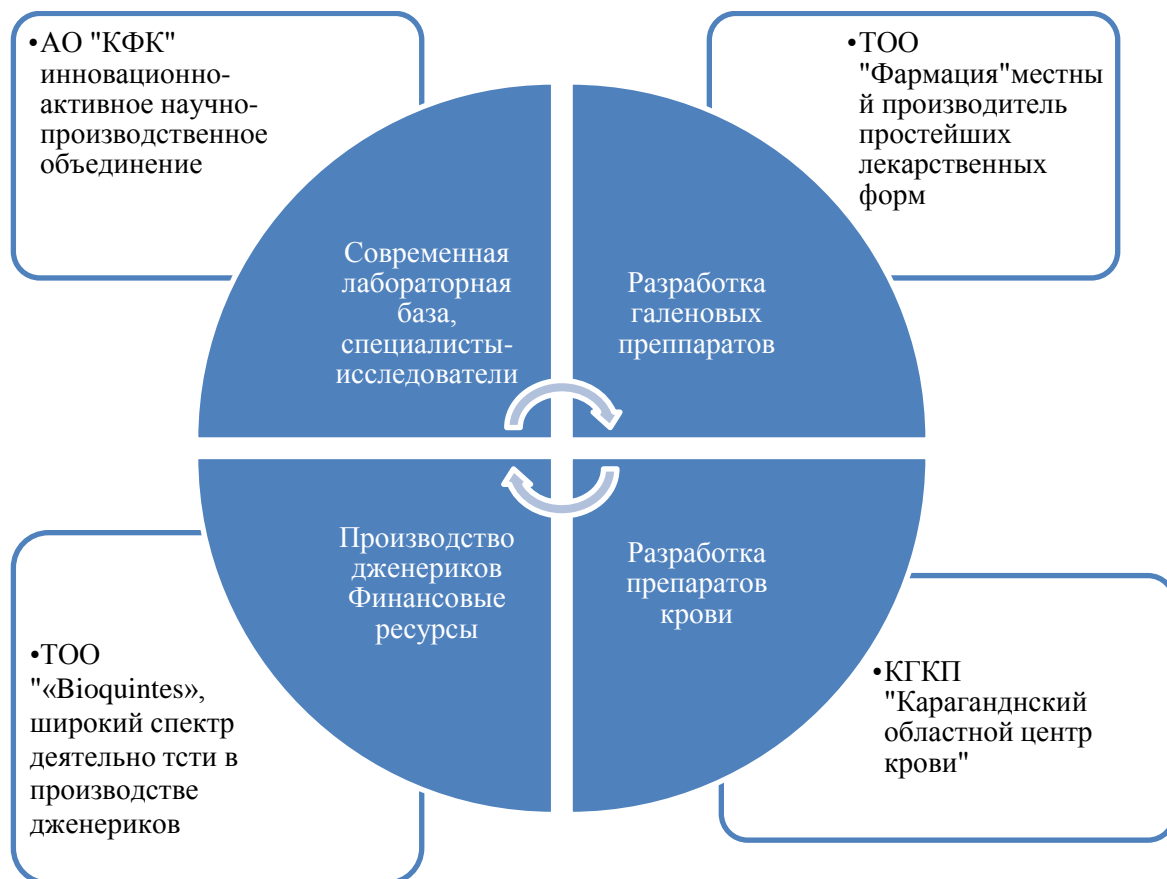 •АО "КФК"
инновационно-
активное научно-
производственное
объединение
•ТОО
"Фармация"местны
й производитель
простейших
лекарственных
форм
Современная
лабораторная
база,
специалисты-
исследователи
Разработка
галеновых
преппаратов
Производство
дженериков
Финансовые
ресурсы
Разработка
препаратов
крови
•ТОО
"«Bioquintes»,
широкий спектр
деятельно тсти в
производстве
дженериков
•КГКП
"Караганднский
областной центр
крови"